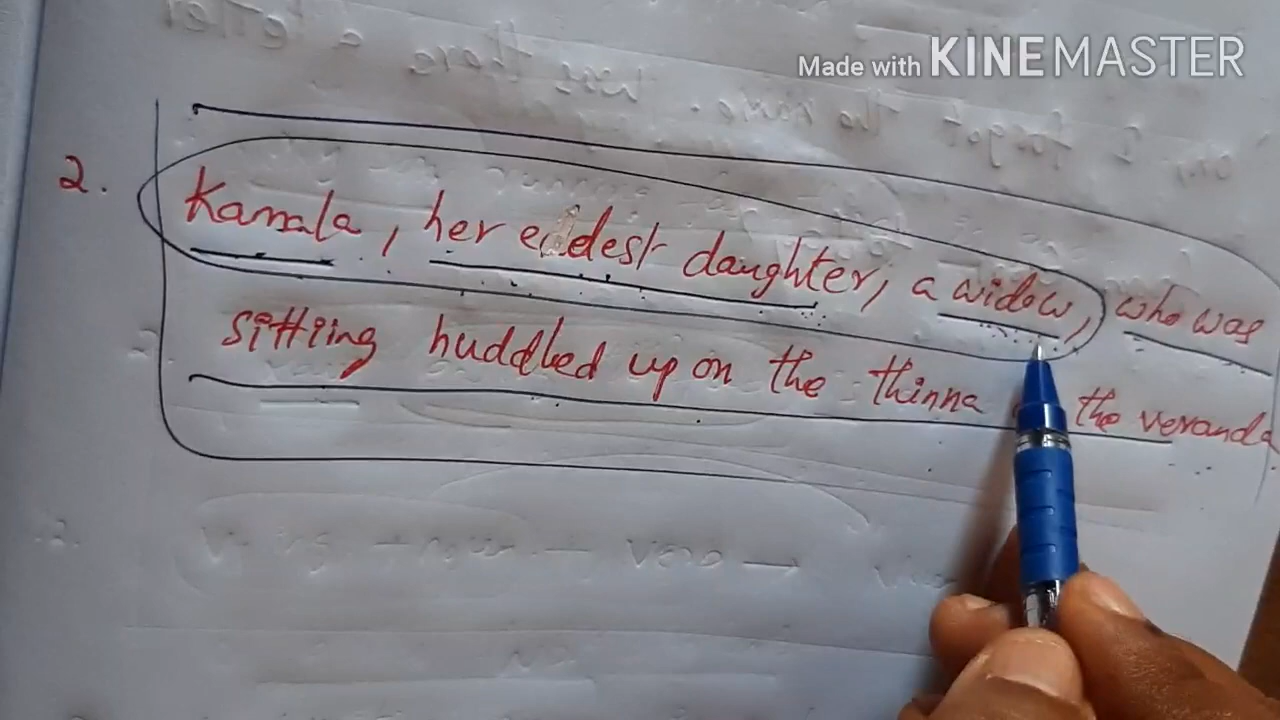 Made with KINEMASTER
2. Kamala, her eldest daughter, a widow, who was
sitting huddled up on the thinna the veranda